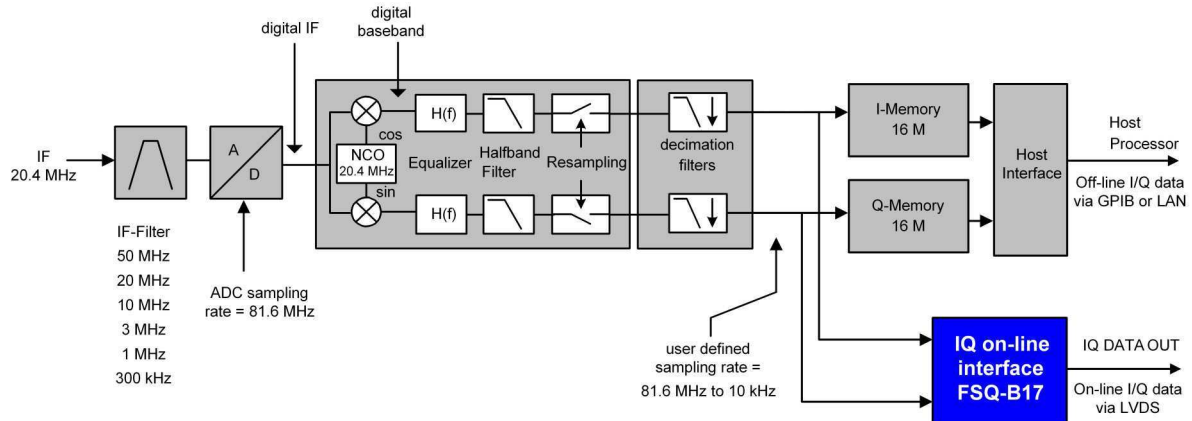 digital IF
digital
baseband
IF
20.4 MHz
IF-Filter
50 MHz
20 MHz
10 MHz
3 MHz
1 MHz
300 kHz
A
D
ADC sampling
rate = 81.6 MHz
cos
NCO
20.4 MHz
sin
H(f)
H(f)
Equalizer
Halfband
Filter
Resampling
decimation
filters
user defined
sampling rate =
81.6 MHz to 10 kHz
I-Memory
16 M
Q-Memory
16 M
Host
Interface
Host
Processor
Off-line I/Q data
via GPIB or LAN
IQ on-line
interface
FSQ-B17
IQ DATA OUT
On-line I/Q data
via LVDS